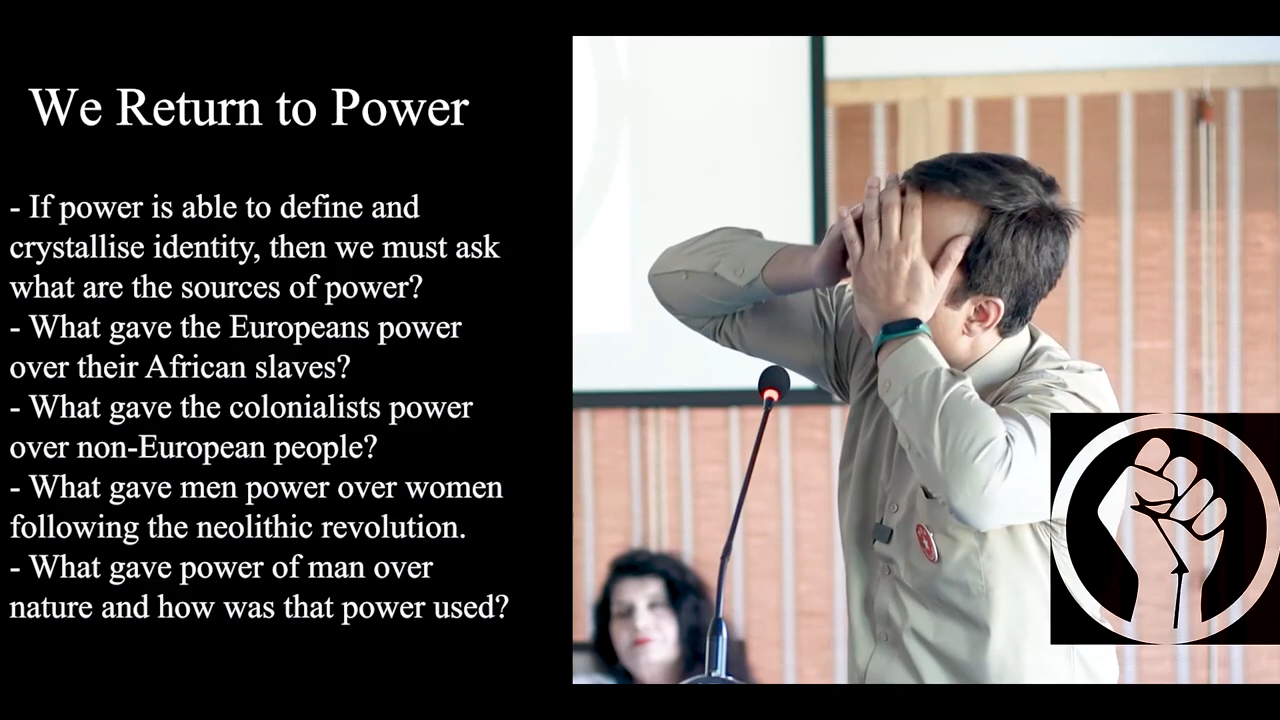 We Return to Power
- If power is able to define and
crystallise identity, then we must ask
what are the sources of power?
- What gave the Europeans power
over their African slaves?
- What gave the colonialists power
over non-European people?
- What gave men power over women
following the neolithic revolution.
- What gave power of man over
nature and how was that power used?